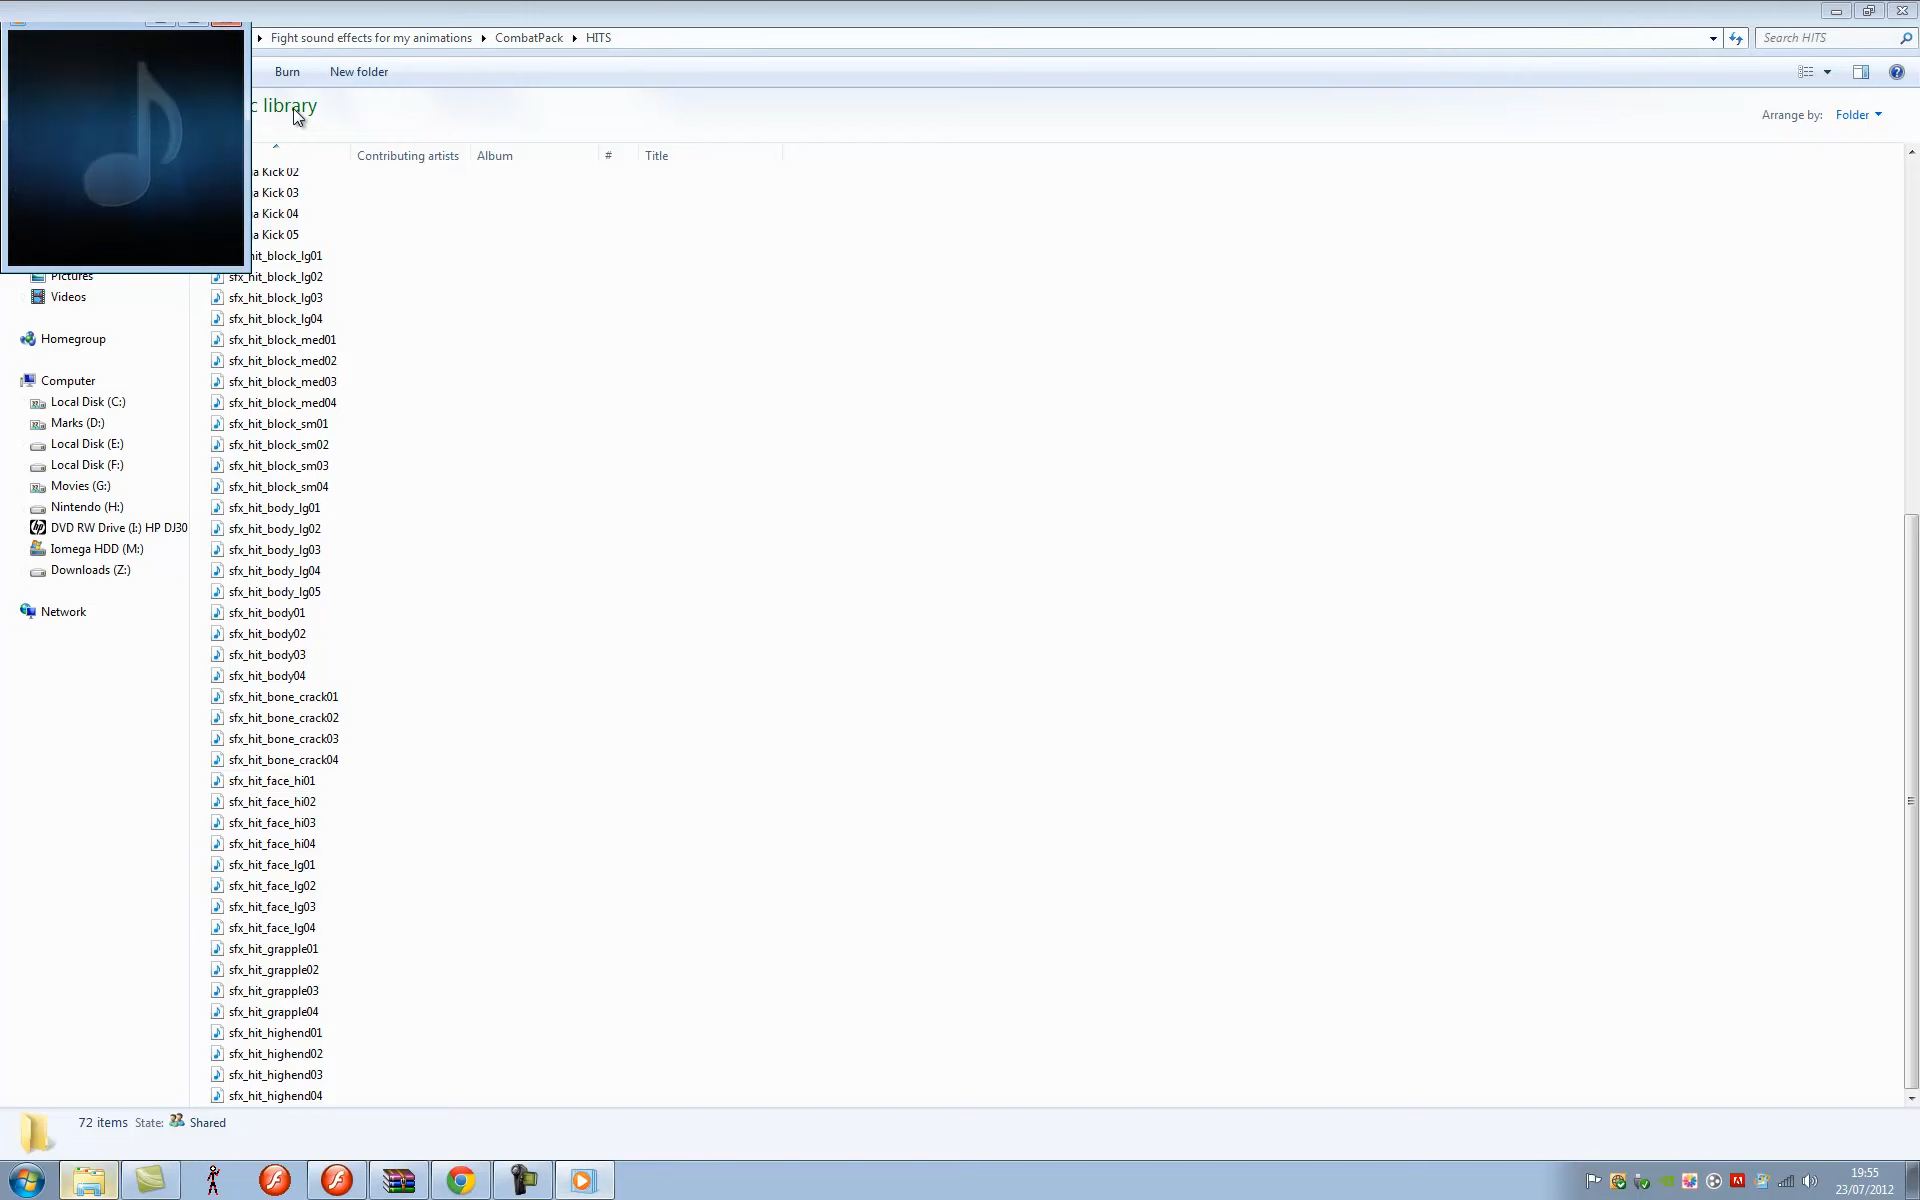 Fight sound effects for my animations CombatPack HITS Search HITS
Burn New folder
c library
Arrange by: Folder
Contributing artists Album # Title
a Kick 02
a Kick 03
a Kick 04
a Kick 05
hit_block_lg01
sfx_hit_block_lg02
sfx_hit_block_lg03
sfx_hit_block_lg04
sfx_hit_block_med01
sfx_hit_block_med02
sfx_hit_block_med03
sfx_hit_block_med04
sfx_hit_block_sm01
sfx_hit_block_sm02
sfx_hit_block_sm03
sfx_hit_block_sm04
sfx_hit_body_lg01
sfx_hit_body_lg02
sfx_hit_body_lg03
sfx_hit_body_lg04
sfx_hit_body_lg05
sfx_hit_body01
sfx_hit_body02
sfx_hit_body03
sfx_hit_body04
sfx_hit_bone_crack01
sfx_hit_bone_crack02
sfx_hit_bone_crack03
sfx_hit_bone_crack04
sfx_hit_face_hi01
sfx_hit_face_hi02
sfx_hit_face_hi03
sfx_hit_face_hi04
sfx_hit_face_lg01
sfx_hit_face_lg02
sfx_hit_face_lg03
sfx_hit_face_lg04
sfx_hit_grapple01
sfx_hit_grapple02
sfx_hit_grapple03
sfx_hit_grapple04
sfx_hit_highend01
sfx_hit_highend02
sfx_hit_highend03
sfx_hit_highend04
Pictures
Videos
Homegroup
Computer
Local Disk (C:)
Marks (D:)
Local Disk (E:)
Local Disk (F:)
Movies (G:)
Nintendo (H:)
DVD RW Drive (I:) HP DJ30
Iomega HDD (M:)
Downloads (Z:)
Network
72 items State: Shared
19:55
23/07/2012